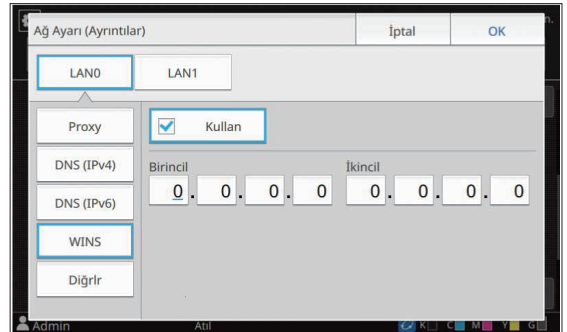 Ağ Ayarı (Ayrıntılar)
İptal
OK
n.
LAN0
LAN1
Proxy
Kullan
DNS (IPv4)
Birincil
İkincil
0. 0. 0. 0
0. 0. 0. 0
DNS (IPv6)
WINS
Diğrlr
Admin
Atıl
K C M Y G